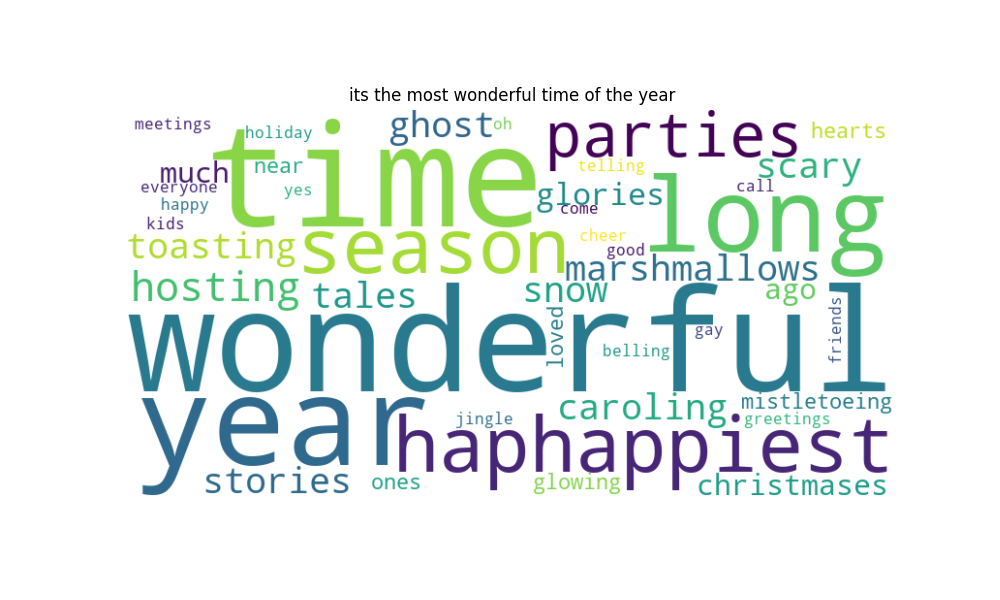 its the most wonderful time of the year
meetings
holiday
ghost
oh
parties
hearts
time
much
near
telling
scary
everyone
yes
glories
call
long
happy
come
kids
toasting
season
cheer
good
marshmallows
hosting
tales
snow
ago
wonderful
loved
gay
friends
belling
year
caroling
mistletoeing
haphappiest
jingle
greetings
stories
ones
glowing
christmases